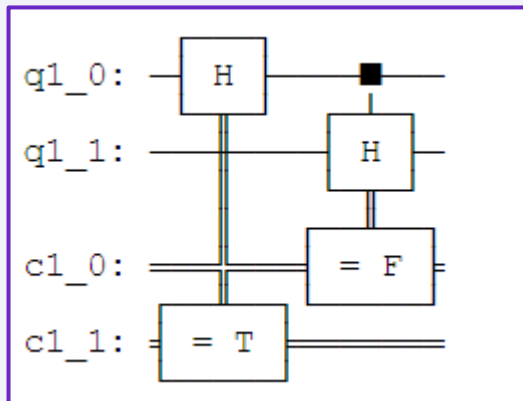 q1_0: H
q1_1: H
c1_0: = F
c1_1: = T